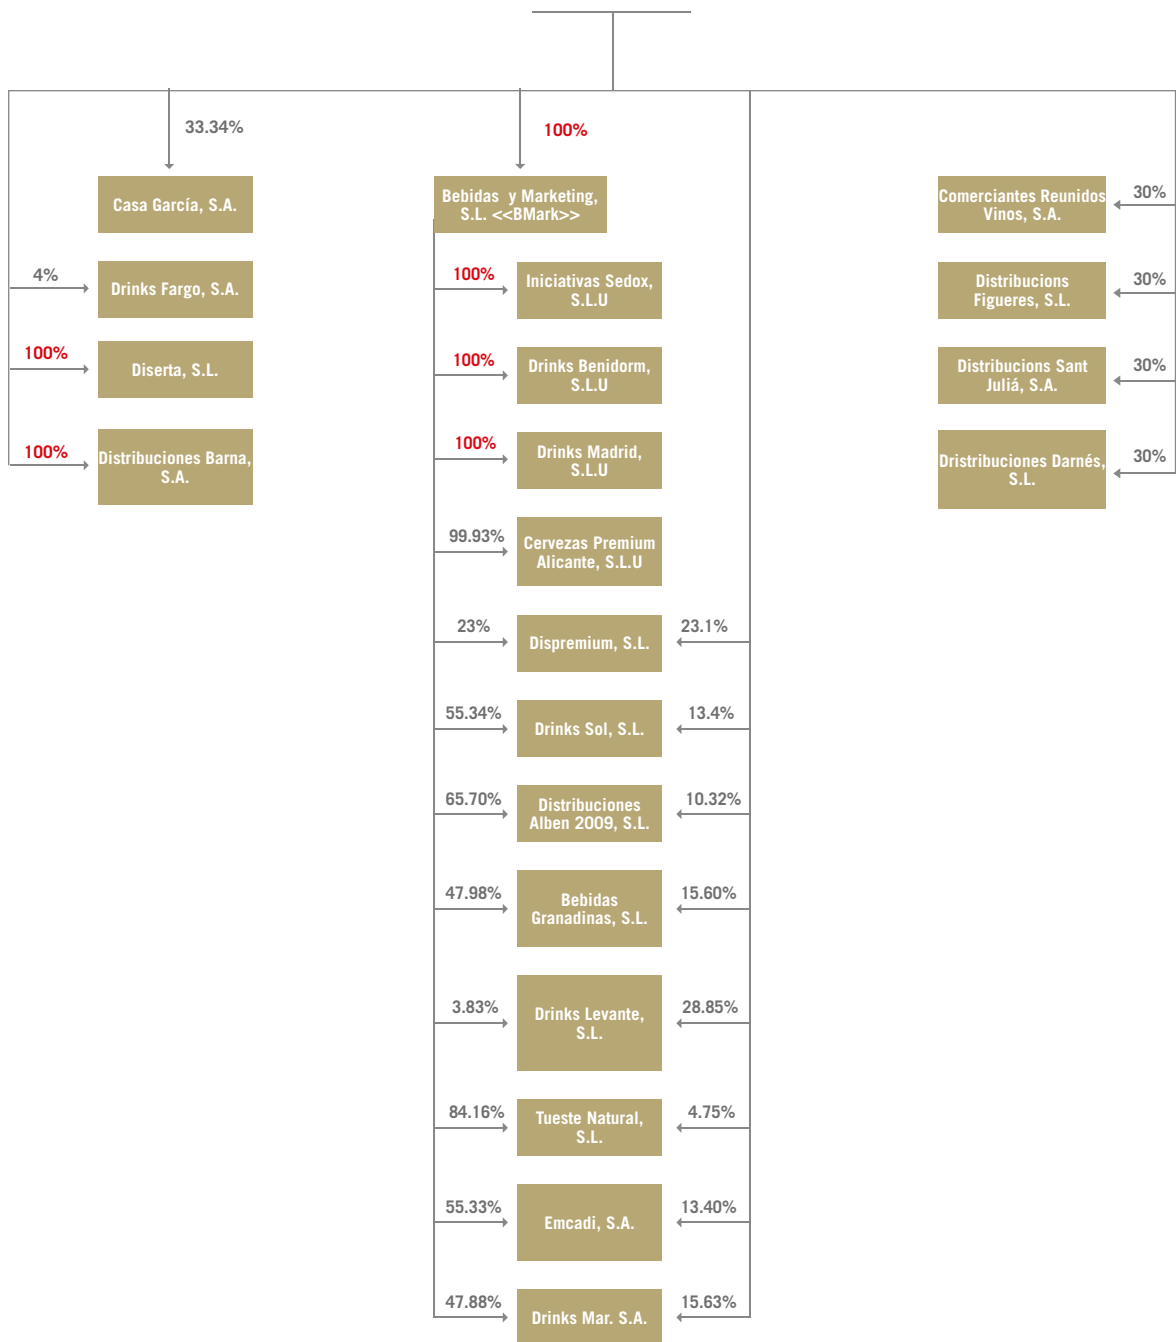 33.34%
100%
Casa García, S.A.
Bebidas y Marketing,
S.L. <<BMark>>
Comerciantes Reunidos
Vinos, S.A.
30%
4%
Drinks Fargo, S.A.
100%
Iniciativas Sedox,
S.L.U
Distribucions
Figueres, S.L.
30%
100%
Diserta, S.L.
100%
Drinks Benidorm,
S.L.U
Distribucions Sant
Juliá, S.A.
30%
100%
Distribuciones Barna,
S.A.
100%
Drinks Madrid,
S.L.U
Dristribuciones Darnés,
S.L.
30%
99.93%
Cervezas Premium
Alicante, S.L.U
23%
Dispremium, S.L.
23.1%
55.34%
Drinks Sol, S.L.
13.4%
65.70%
Distribuciones
Alben 2009, S.L.
10.32%
47.98%
Bebidas
Granadinas, S.L.
15.60%
3.83%
Drinks Levante,
S.L.
28.85%
84.16%
Tueste Natural,
S.L.
4.75%
55.33%
Emcadi, S.A.
13.40%
47.88%
Drinks Mar. S.A.
15.63%